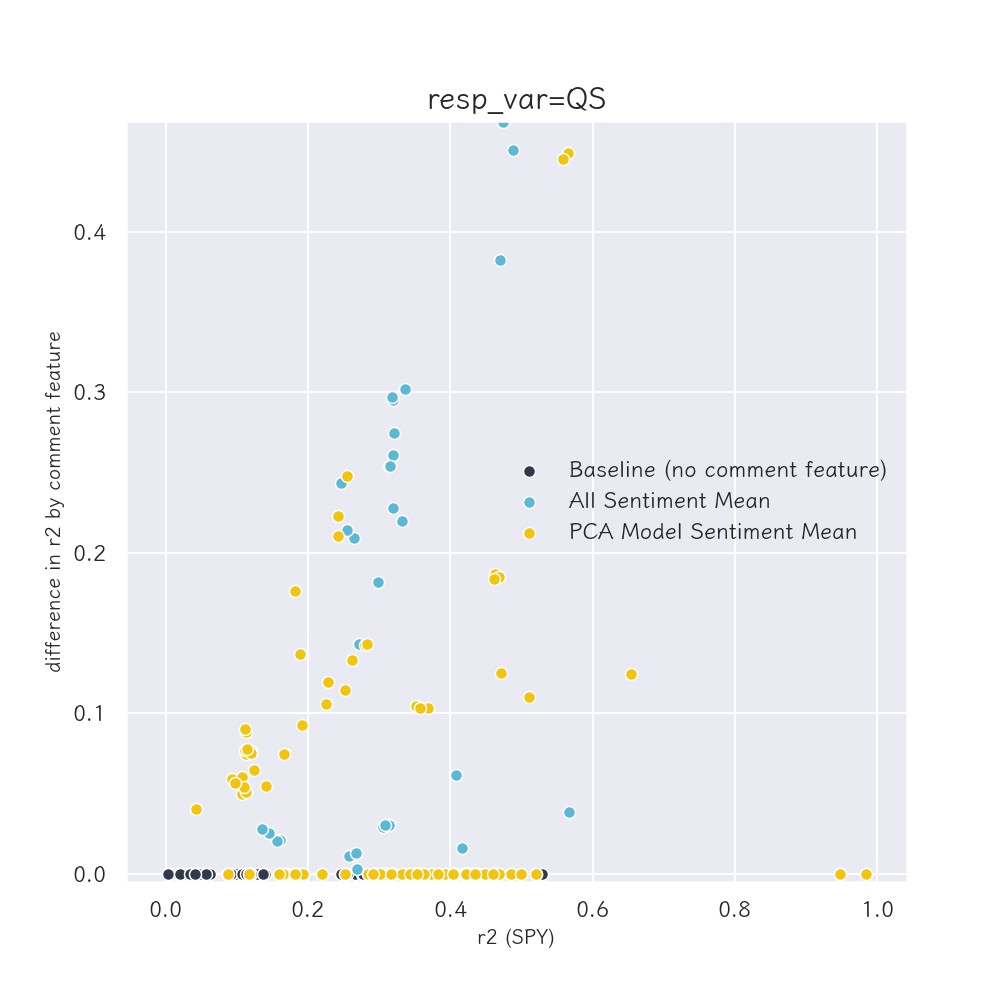 resp_var=QS
0.4
0.3
0.2
0.1
0.0
difference in r2 by comment feature
Baseline (no comment feature)
All Sentiment Mean
PCA Model Sentiment Mean
0.0 0.2 0.4 0.6 0.8 1.0
r2 (SPY)